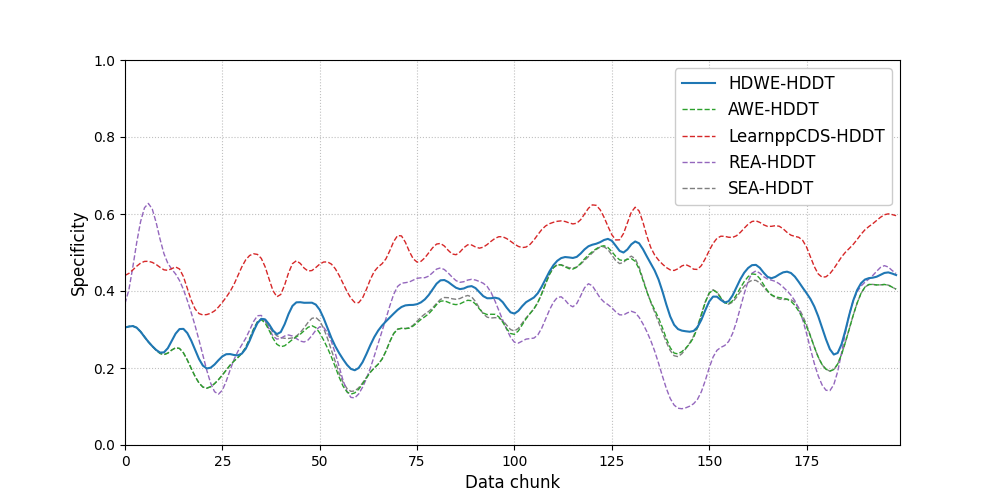 1.0
0.8
0.6
0.4
0.2
0.0
Specificity
0 25 50 75 100 125 150 175
Data chunk
HDWE-HDDT
AWE-HDDT
LearnppCDS-HDDT
REA-HDDT
SEA-HDDT